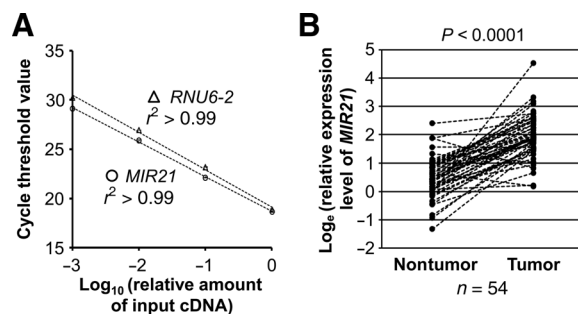 A
Cycle threshold value
35
30
25
20
15
△ RNU6-2
r² > 0.99
○ MIR21
r² > 0.99
−3
−2
−1
0
Log₁₀ (relative amount
of input cDNA)
B
P < 0.0001
Logₑ (relative expression
level of MIR21)
5
4
3
2
1
0
−1
−2
Nontumor
Tumor
n = 54